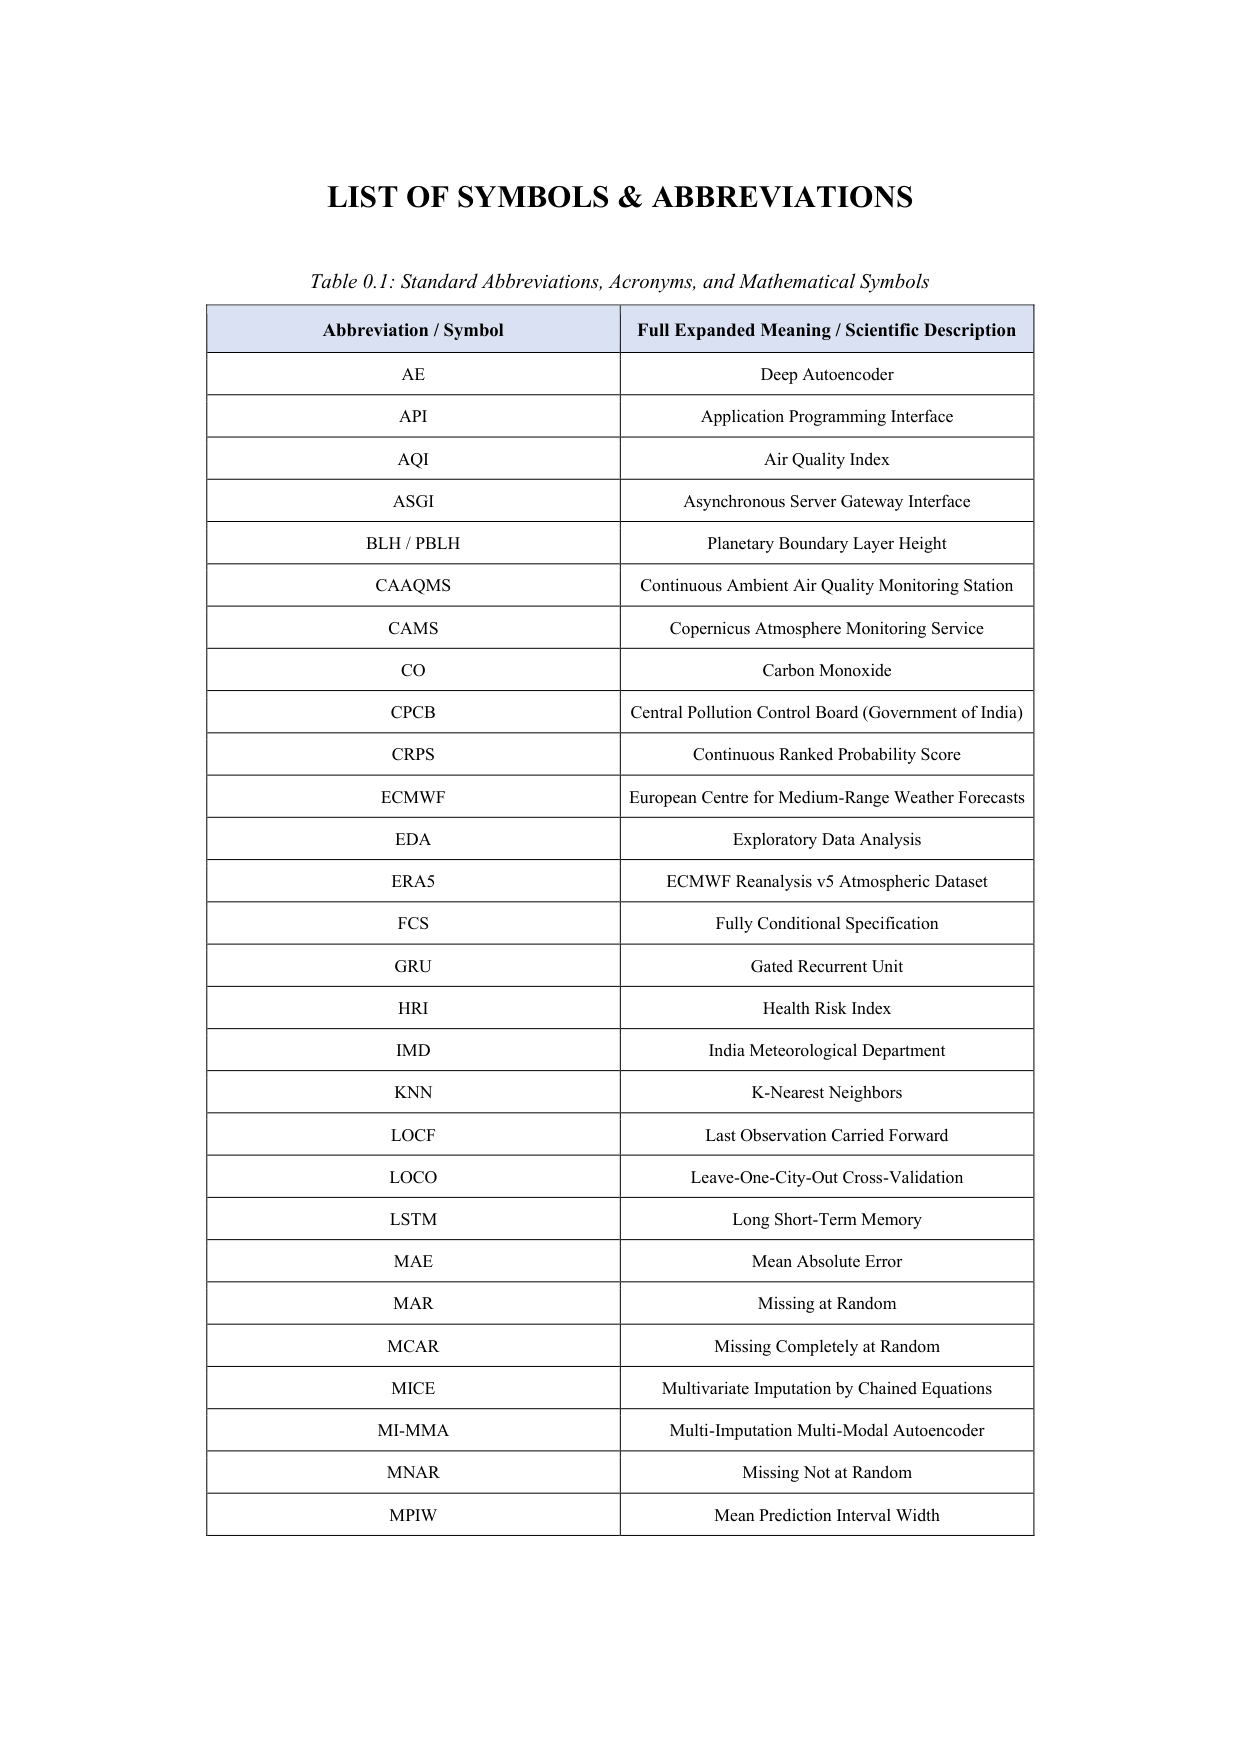 LIST OF SYMBOLS & ABBREVIATIONS
Table 0.1: Standard Abbreviations, Acronyms, and Mathematical Symbols
Abbreviation / Symbol Full Expanded Meaning / Scientific Description
AE Deep Autoencoder
API Application Programming Interface
AQI Air Quality Index
ASGI Asynchronous Server Gateway Interface
BLH / PBLH Planetary Boundary Layer Height
CAAQMS Continuous Ambient Air Quality Monitoring Station
CAMS Copernicus Atmosphere Monitoring Service
CO Carbon Monoxide
CPCB Central Pollution Control Board (Government of India)
CRPS Continuous Ranked Probability Score
ECMWF European Centre for Medium-Range Weather Forecasts
EDA Exploratory Data Analysis
ERA5 ECMWF Reanalysis v5 Atmospheric Dataset
FCS Fully Conditional Specification
GRU Gated Recurrent Unit
HRI Health Risk Index
IMD India Meteorological Department
KNN K-Nearest Neighbors
LOCF Last Observation Carried Forward
LOCO Leave-One-City-Out Cross-Validation
LSTM Long Short-Term Memory
MAE Mean Absolute Error
MAR Missing at Random
MCAR Missing Completely at Random
MICE Multivariate Imputation by Chained Equations
MI-MMA Multi-Imputation Multi-Modal Autoencoder
MNAR Missing Not at Random
MPIW Mean Prediction Interval Width